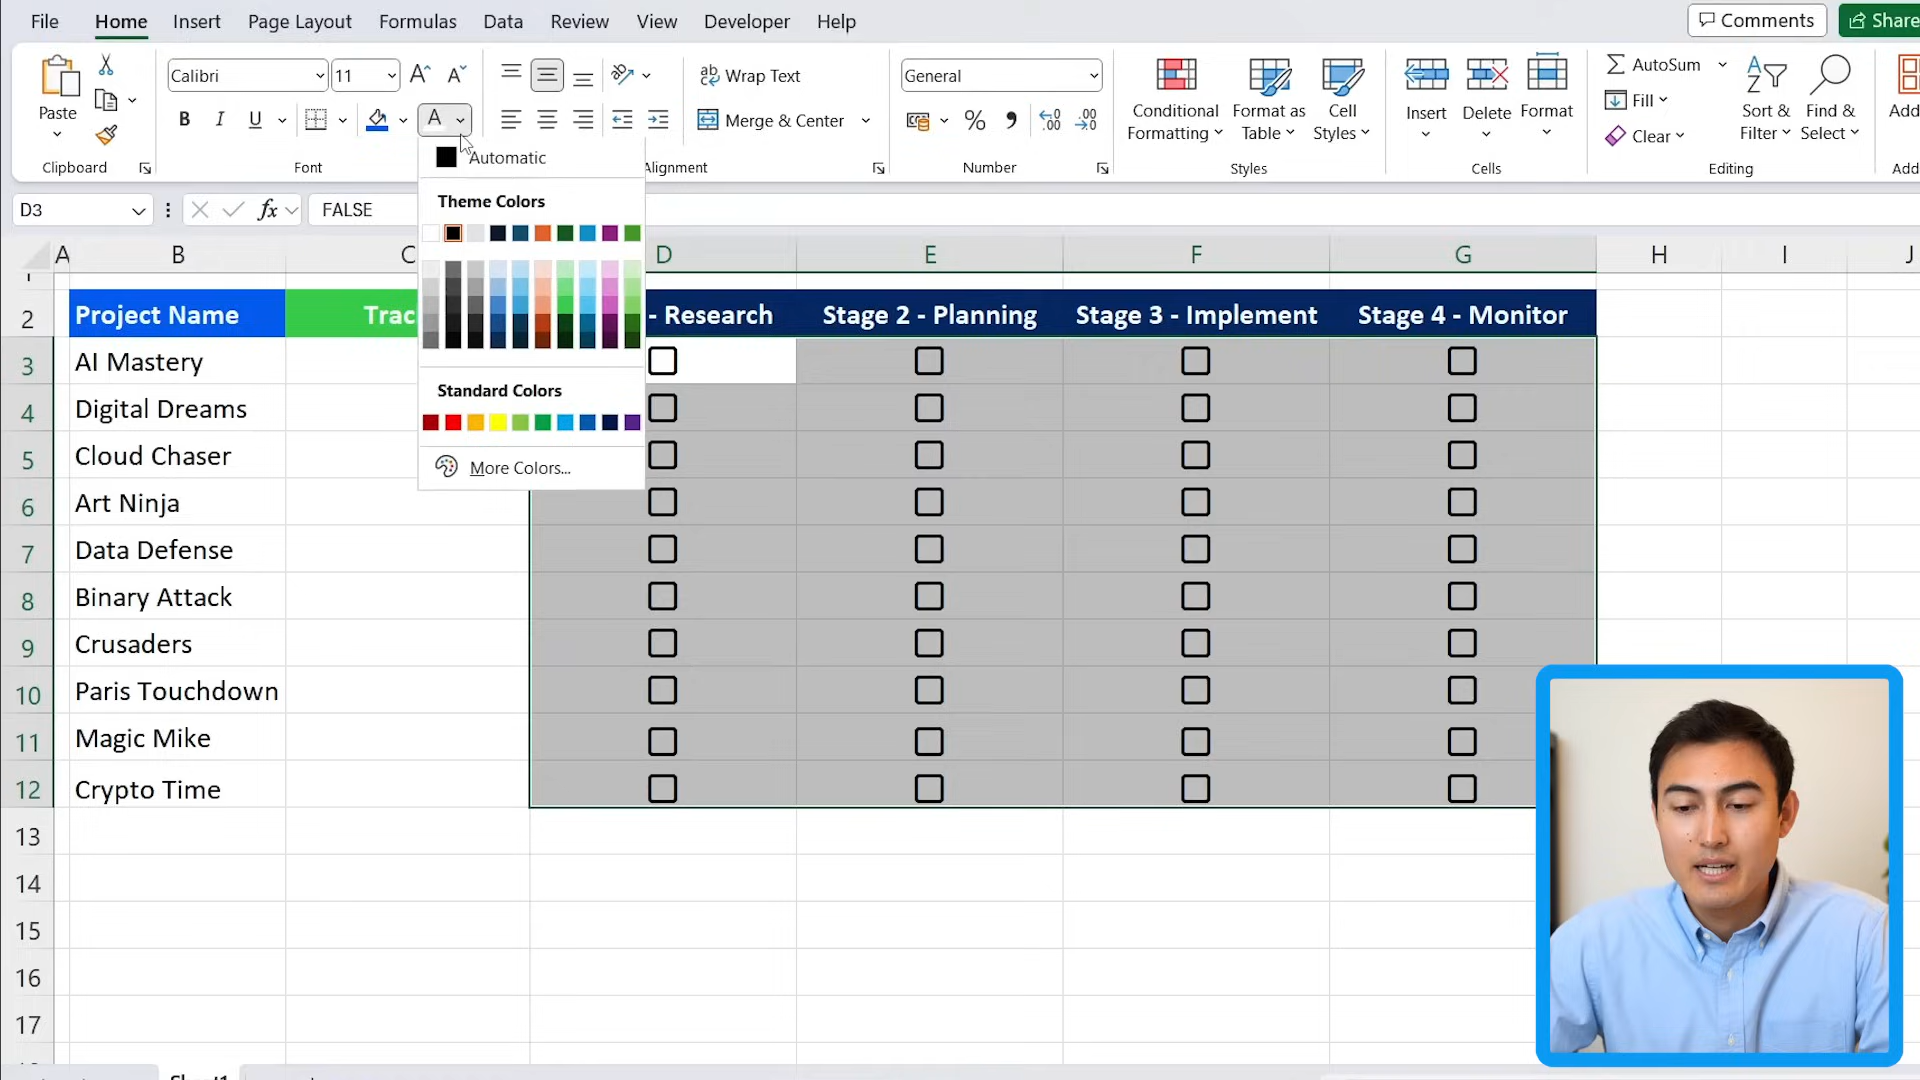 File Home Insert Page Layout Formulas Data Review View Developer Help Comments Share
Calibri 11 Wrap Text General AutoSum
Paste Conditional Formatting Format as Table Cell Styles Insert Delete Format Fill Sort & Filter Find & Select
B I U A Merge & Center % Clear
Clipboard Font Alignment Number Styles Cells Editing
Automatic
D3 fx FALSE
Theme Colors
Standard Colors
More Colors...
A B C D E F G H I J
2 Project Name - Research Stage 2 - Planning Stage 3 - Implement Stage 4 - Monitor
3 AI Mastery
4 Digital Dreams
5 Cloud Chaser
6 Art Ninja
7 Data Defense
8 Binary Attack
9 Crusaders
10 Paris Touchdown
11 Magic Mike
12 Crypto Time
13
14
15
16
17